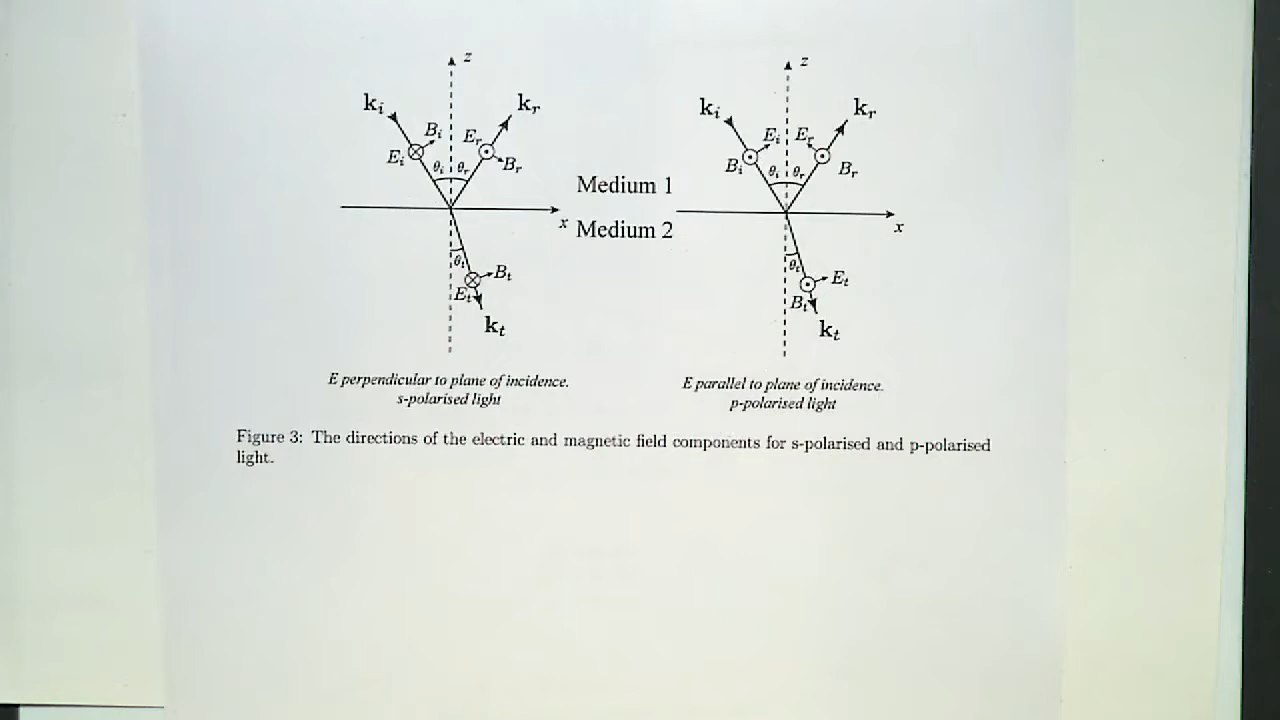 z
z
k_i
k_r
k_i
k_r
B_i
E_r
E_i
E_r
E_i
B_r
B_i
B_r
θ_i
θ_r
θ_i
θ_r
Medium 1
x
Medium 2
x
θ_t
B_t
θ_t
E_t
E_t
B_t
k_t
k_t
E perpendicular to plane of incidence.
s-polarised light
E parallel to plane of incidence.
p-polarised light
Figure 3: The directions of the electric and magnetic field components for s-polarised and p-polarised
light.